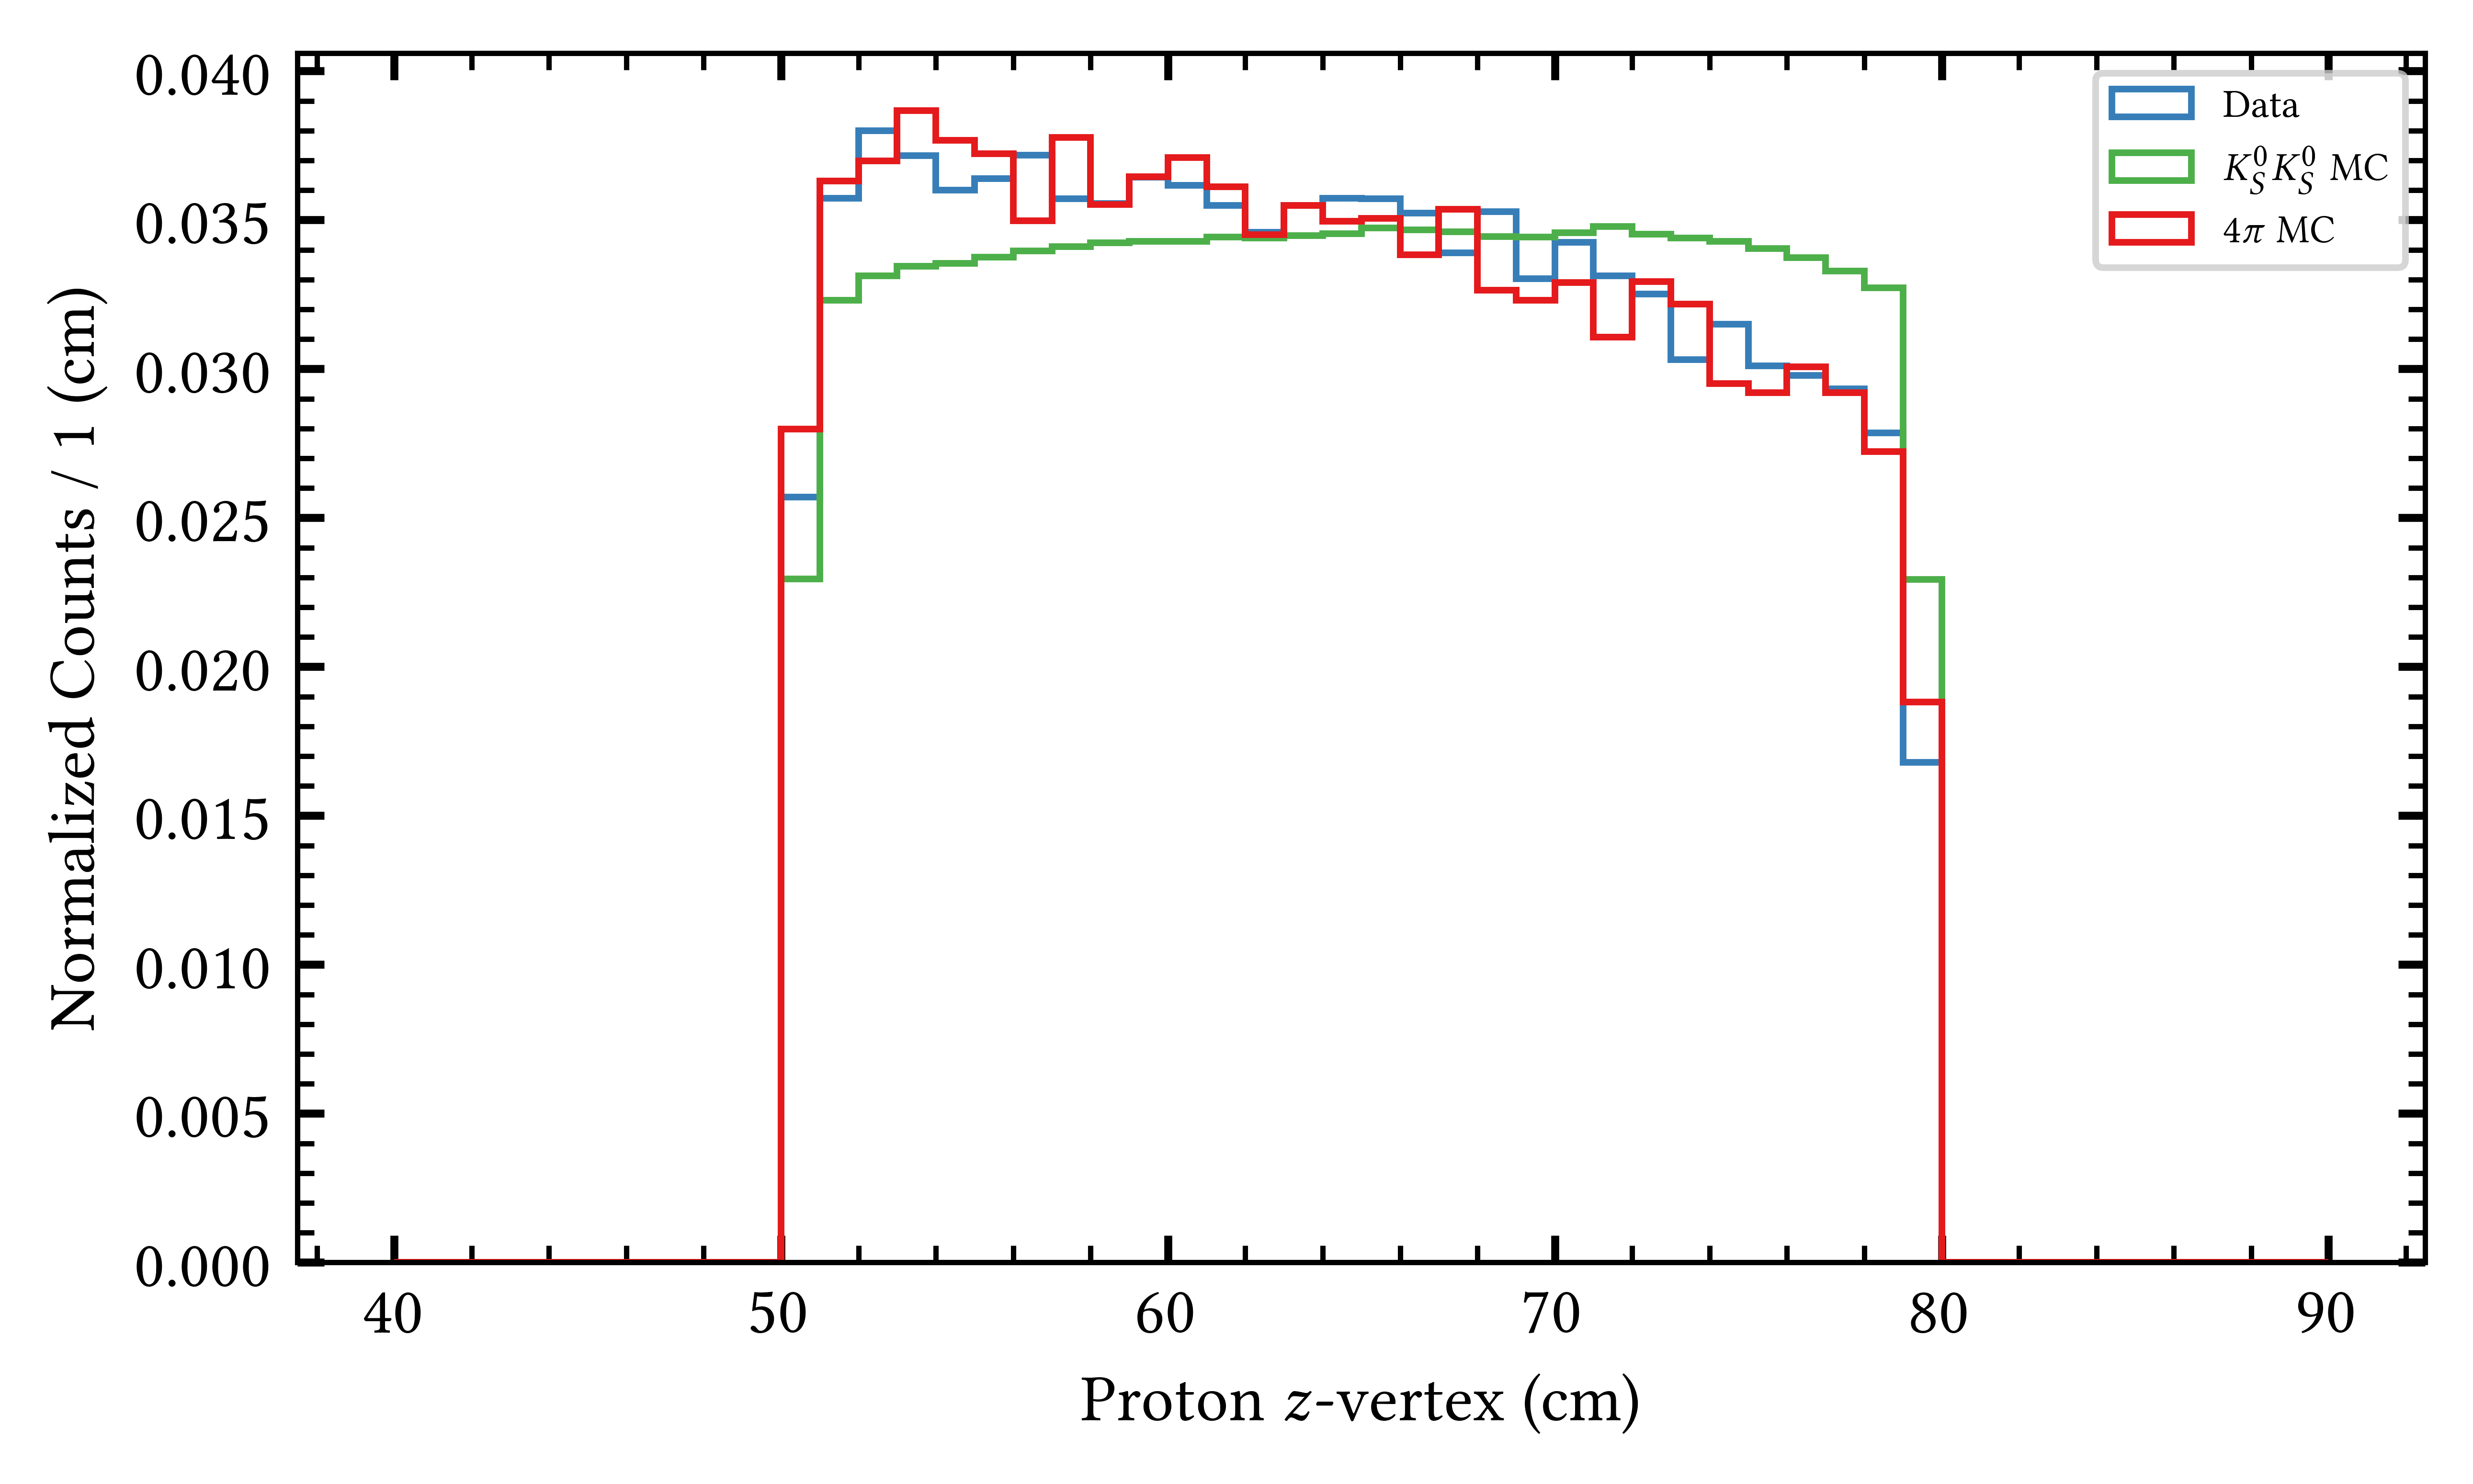 Normalized Counts / 1 (cm)
0.040
0.035
0.030
0.025
0.020
0.015
0.010
0.005
0.000
40 50 60 70 80 90
Proton z-vertex (cm)
Data
K_S^0 K_S^0 MC
4π MC